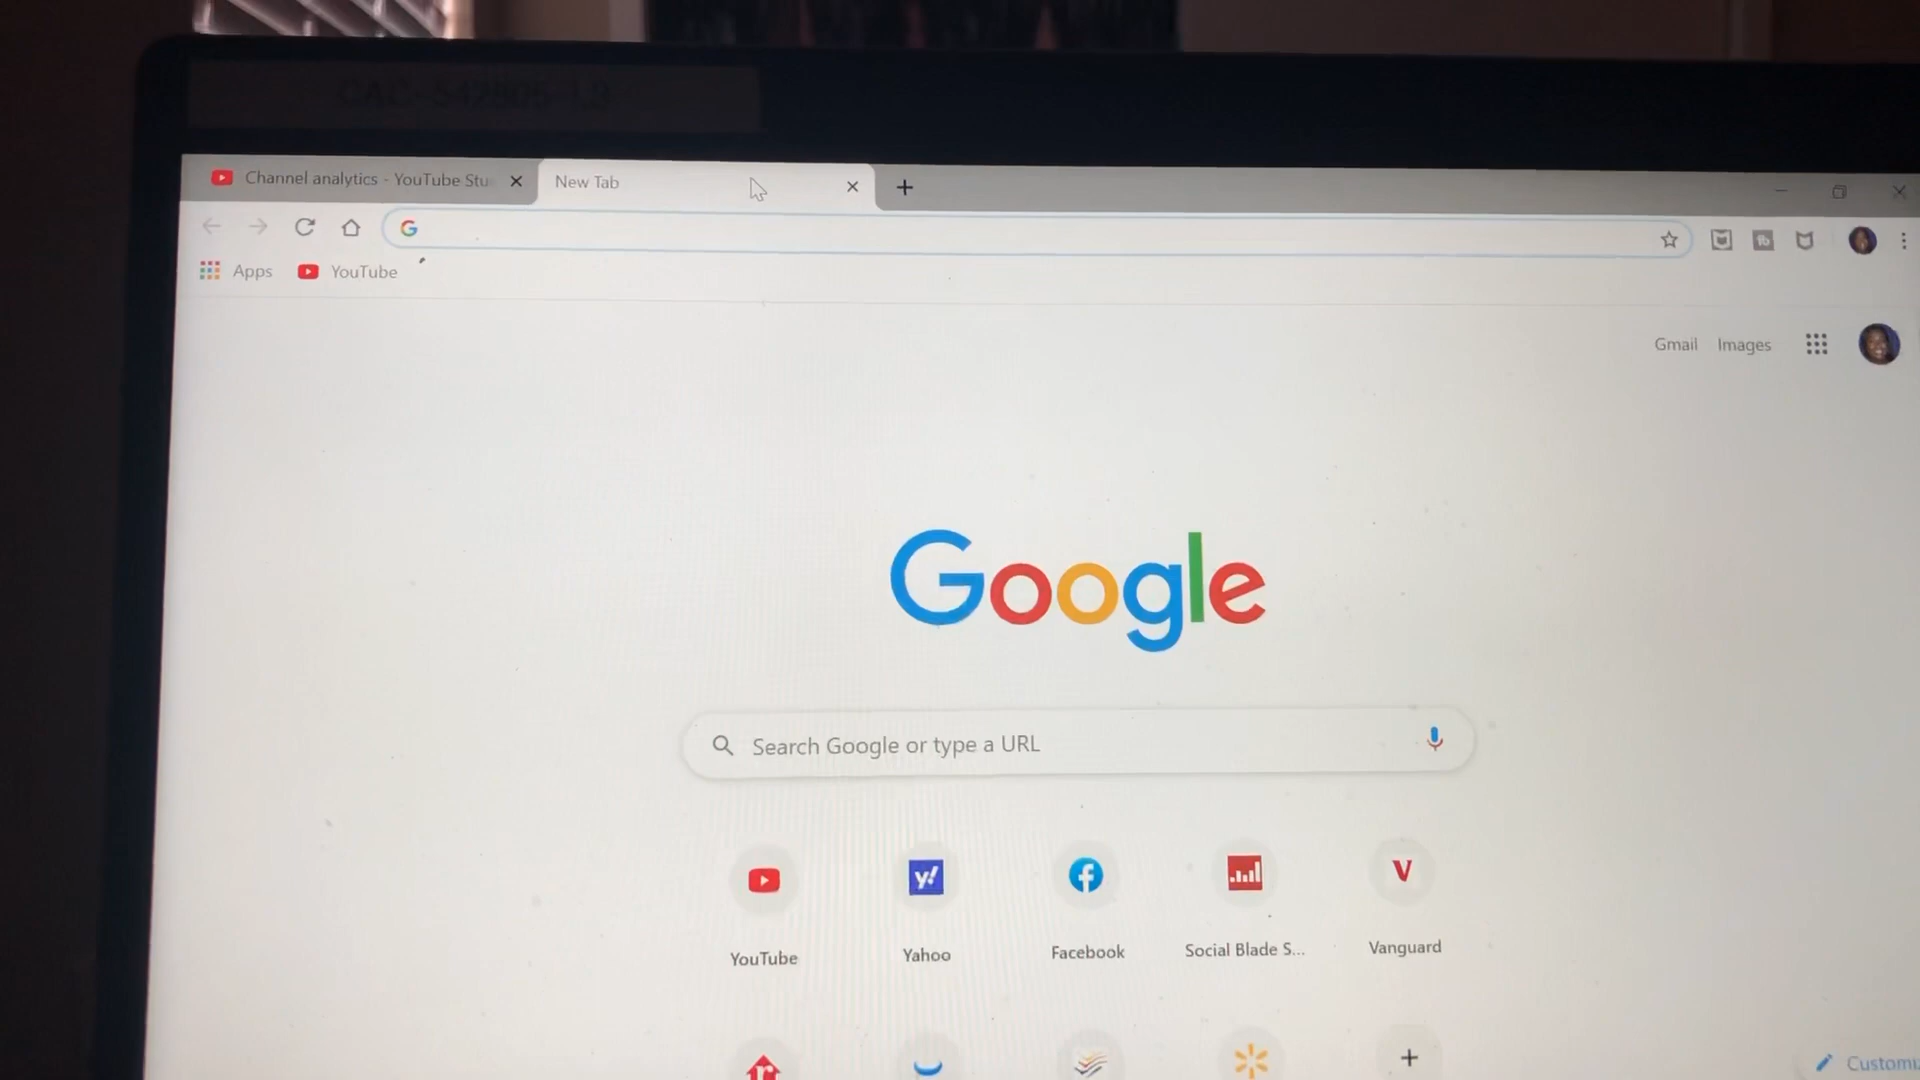 Channel analytics - YouTube Stu
New Tab
Apps
YouTube
Gmail
Images
Google
Search Google or type a URL
YouTube
Yahoo
Facebook
Social Blade S...
Vanguard
Customi